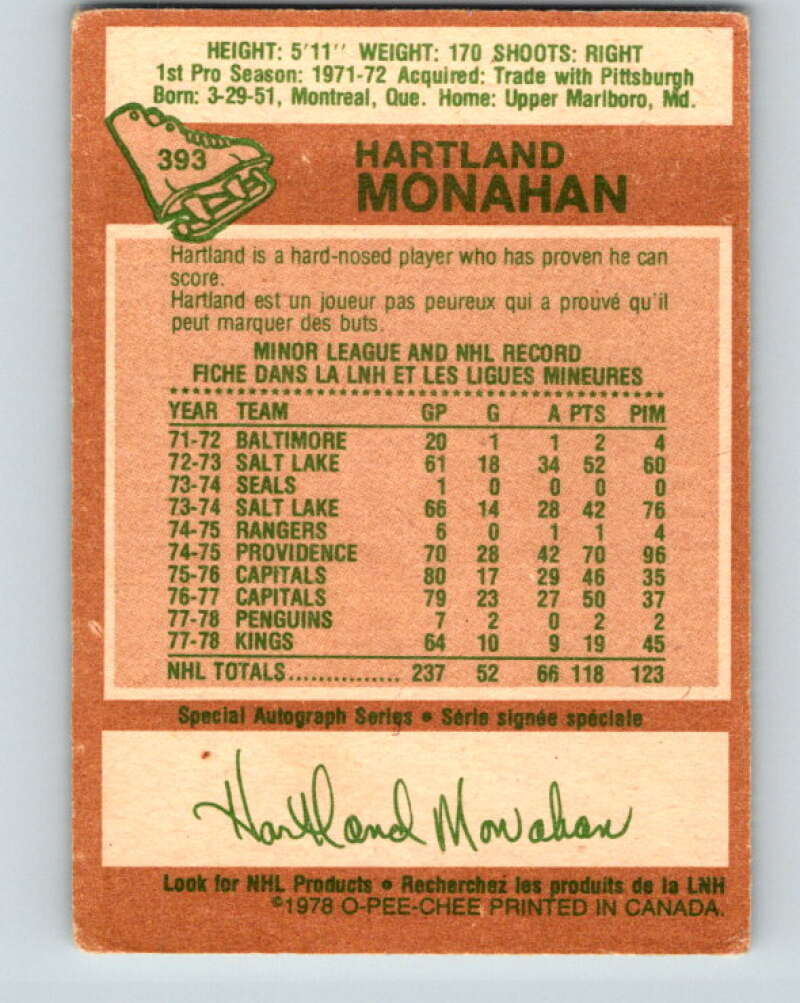 HEIGHT: 5'11'' WEIGHT: 170 SHOOTS: RIGHT
1st Pro Season: 1971-72 Acquired: Trade with Pittsburgh
Born: 3-29-51, Montreal, Que. Home: Upper Marlboro, Md.
393
HARTLAND
MONAHAN
Hartland is a hard-nosed player who has proven he can
score.
Hartland est un joueur pas peureux qui a prouvé qu'il
peut marquer des buts.
MINOR LEAGUE AND NHL RECORD
FICHE DANS LA LNH ET LES LIGUES MINEURES
YEAR TEAM GP G A PTS PIM
71-72 BALTIMORE 20 1 1 2 4
72-73 SALT LAKE 61 18 34 52 60
73-74 SEALS 1 0 0 0 0
73-74 SALT LAKE 66 14 28 42 76
74-75 RANGERS 6 0 1 1 4
74-75 PROVIDENCE 70 28 42 70 96
75-76 CAPITALS 80 17 29 46 35
76-77 CAPITALS 79 23 27 50 37
77-78 PENGUINS 7 2 0 2 2
77-78 KINGS 64 10 9 19 45
NHL TOTALS............... 237 52 66 118 123
Special Autograph Series • Série signée spéciale
Hartland Monahan
Look for NHL Products • Recherchez les produits de la LNH
©1978 O-PEE-CHEE PRINTED IN CANADA.